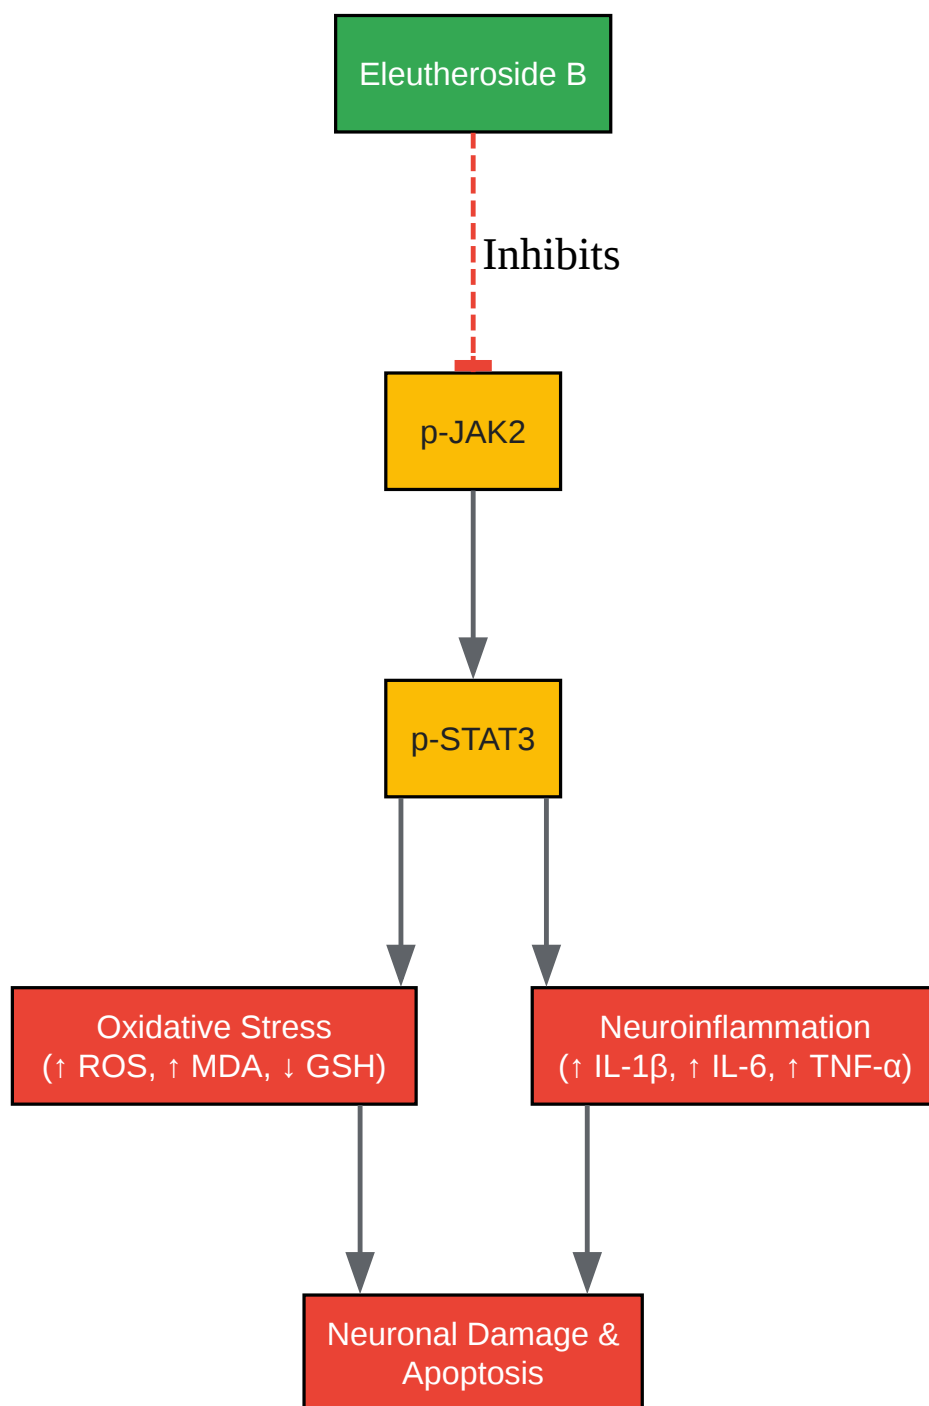 Eleutheroside B
Inhibits
p-JAK2
p-STAT3
Oxidative Stress
(↑ ROS, ↑ MDA, ↓ GSH)
Neuroinflammation
(↑ IL-1β, ↑ IL-6, ↑ TNF-α)
Neuronal Damage &
Apoptosis